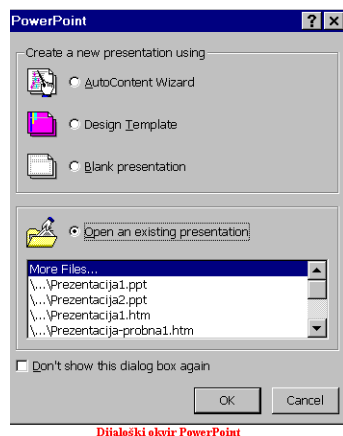 PowerPoint
Create a new presentation using
AutoContent Wizard
Design Template
Blank presentation
Open an existing presentation
More Files...
\...\Prezentacija1.ppt
\...\Prezentacija2.ppt
\...\Prezentacija1.htm
\...\Prezentacija-probna1.htm
Don't show this dialog box again
OK Cancel
Dijaloški okvir PowerPoint